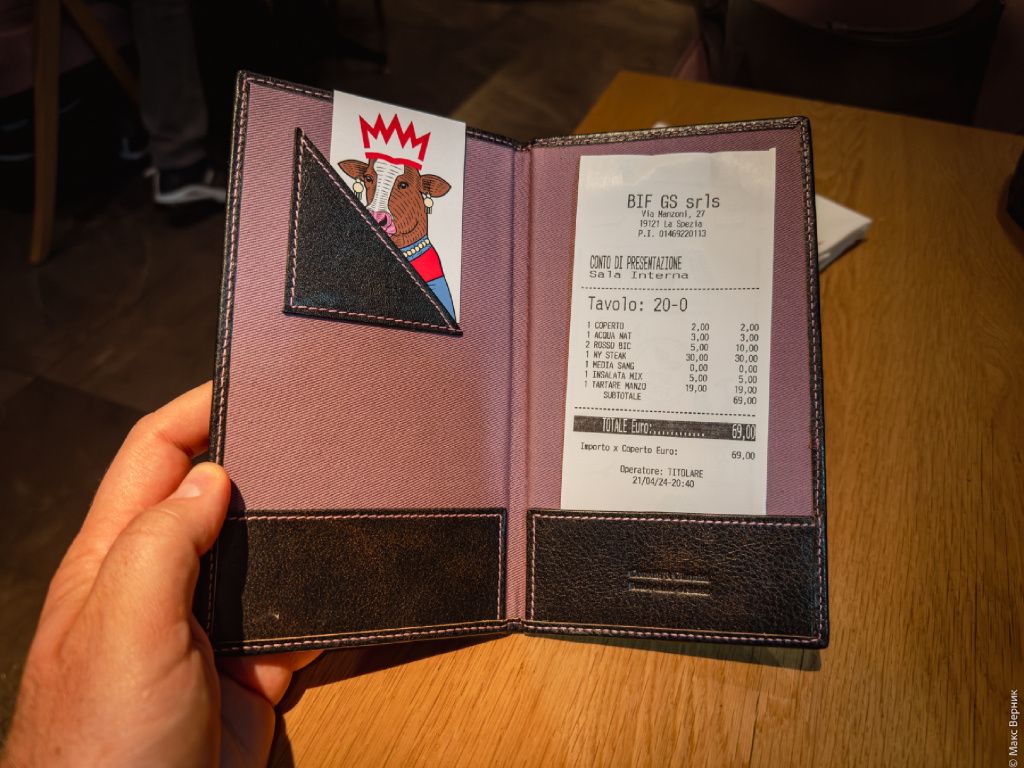 BIF GS srls
Via Manzoni, 27
19121 La Spezia
P.I. 01469220113
CONTO DI PRESENTAZIONE
Sala Interna
Tavolo: 20-0
1 COPERTO 2,00 2,00
1 ACQUA NAT 3,00 3,00
2 ROSSO BIC 5,00 10,00
1 NY STEAK 30,00 30,00
1 MEDIA SANG 0,00 0,00
1 INSALATA MIX 5,00 5,00
1 TARTARE MANZO 19,00 19,00
SUBTOTALE 69,00
TOTALE Euro:............ 69,00
Importo x Coperto Euro: 69,00
Operatore: TITOLARE
21/04/24-20:40
© Макс Верник